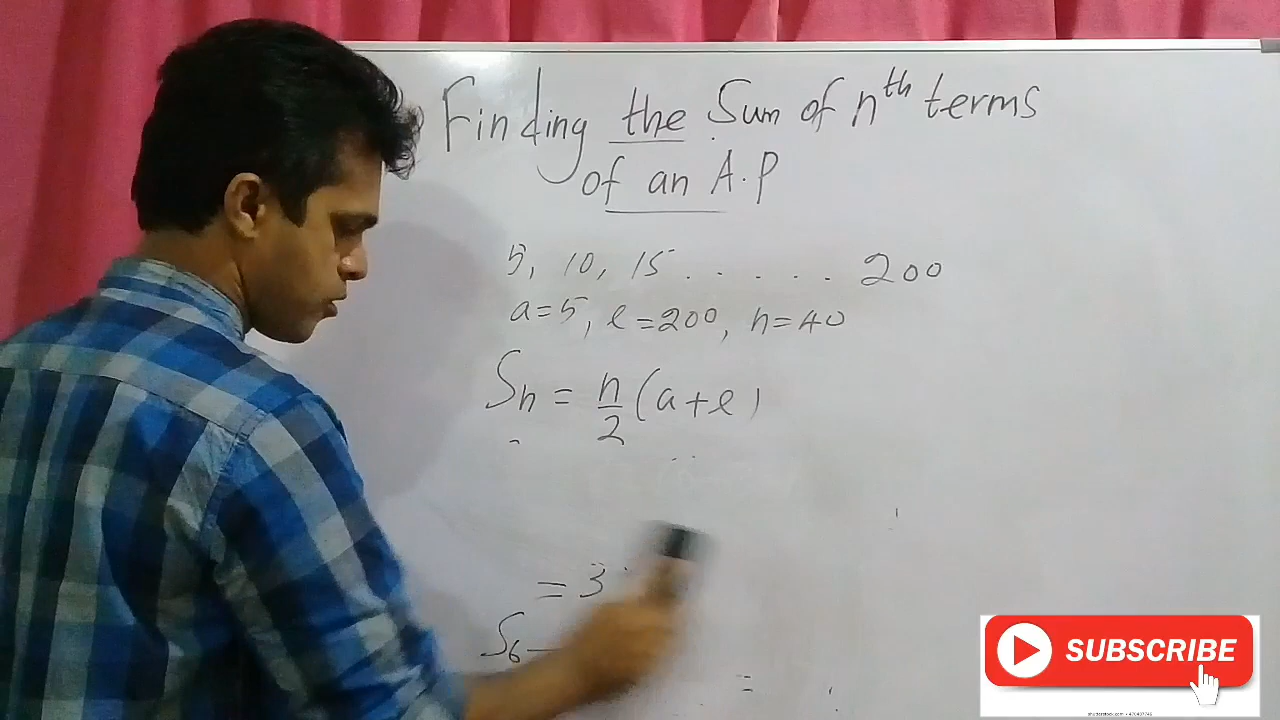 Finding the Sum of nth terms
of an A.P
5, 10, 15 . . . . . . 200
a=5, l=200, n=40
Sn = n/2 (a+l)
= 3
S6
=
SUBSCRIBE